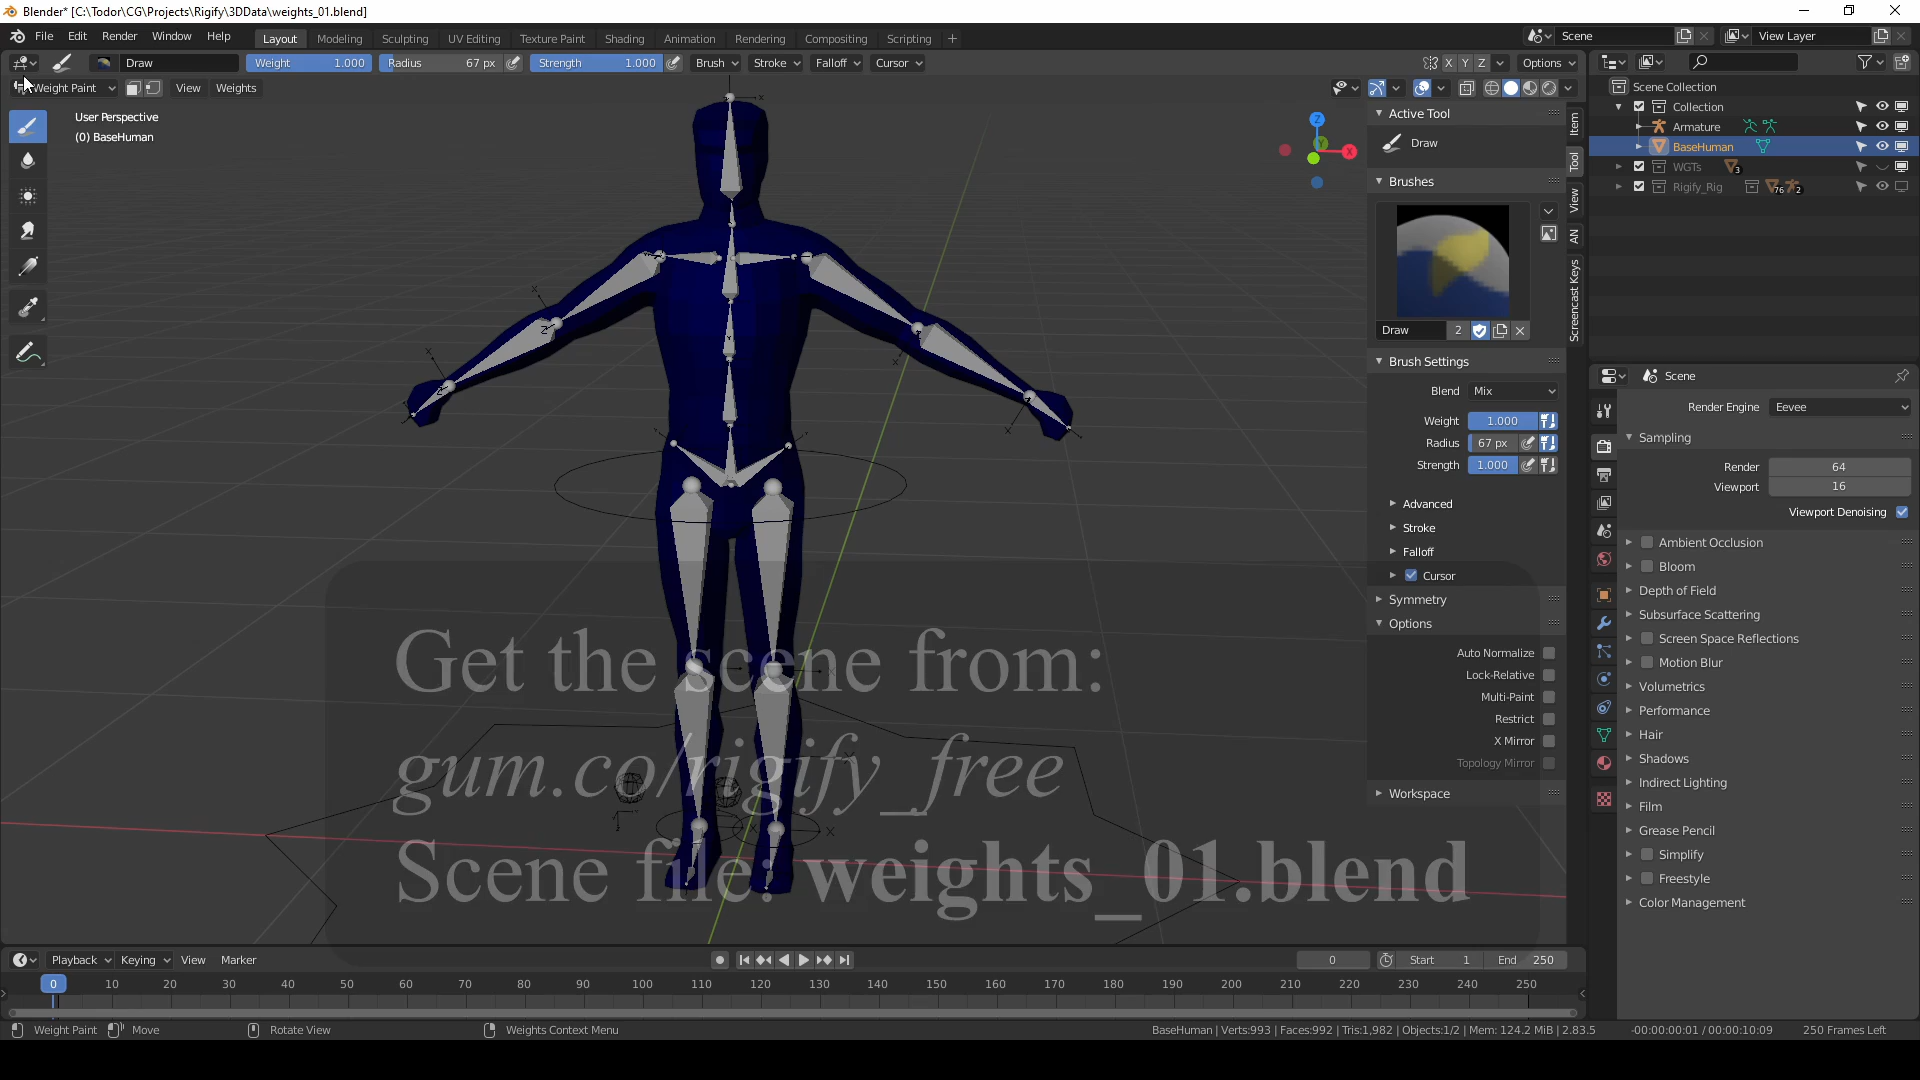 Blender* [C:\Todor\CG\Projects\Rigify\3DData\weights_01.blend]
File Edit Render Window Help Layout Modeling Sculpting UV Editing Texture Paint Shading Animation Rendering Compositing Scripting + Scene View Layer
Draw Weight 1.000 Radius 67 px Strength 1.000 Brush Stroke Falloff Cursor X Y Z Options
Weight Paint View Weights
User Perspective
(0) BaseHuman
Active Tool
Draw
Brushes
Draw 2
Brush Settings
Blend Mix
Weight 1.000
Radius 67 px
Strength 1.000
Advanced
Stroke
Falloff
Cursor
Symmetry
Options
Auto Normalize
Lock-Relative
Multi-Paint
Restrict
X Mirror
Topology Mirror
Workspace
Item
Tool
View
AN
Screencast Keys
Scene Collection
Collection
Armature
BaseHuman
WGTs 3
Rigify_Rig 76 2
Scene
Render Engine Eevee
Sampling
Render 64
Viewport 16
Viewport Denoising
Ambient Occlusion
Bloom
Depth of Field
Subsurface Scattering
Screen Space Reflections
Motion Blur
Volumetrics
Performance
Hair
Shadows
Indirect Lighting
Film
Grease Pencil
Simplify
Freestyle
Color Management
Get the scene from:
gum.co/rigify_free
Scene file: weights_01.blend
Playback Keying View Marker 0 Start 1 End 250
0 10 20 30 40 50 60 70 80 90 100 110 120 130 140 150 160 170 180 190 200 210 220 230 240 250
Weight Paint Move Rotate View Weights Context Menu BaseHuman | Verts:993 | Faces:992 | Tris:1,982 | Objects:1/2 | Mem: 124.2 MiB | 2.83.5 -00:00:00:01 / 00:00:10:09 250 Frames Left